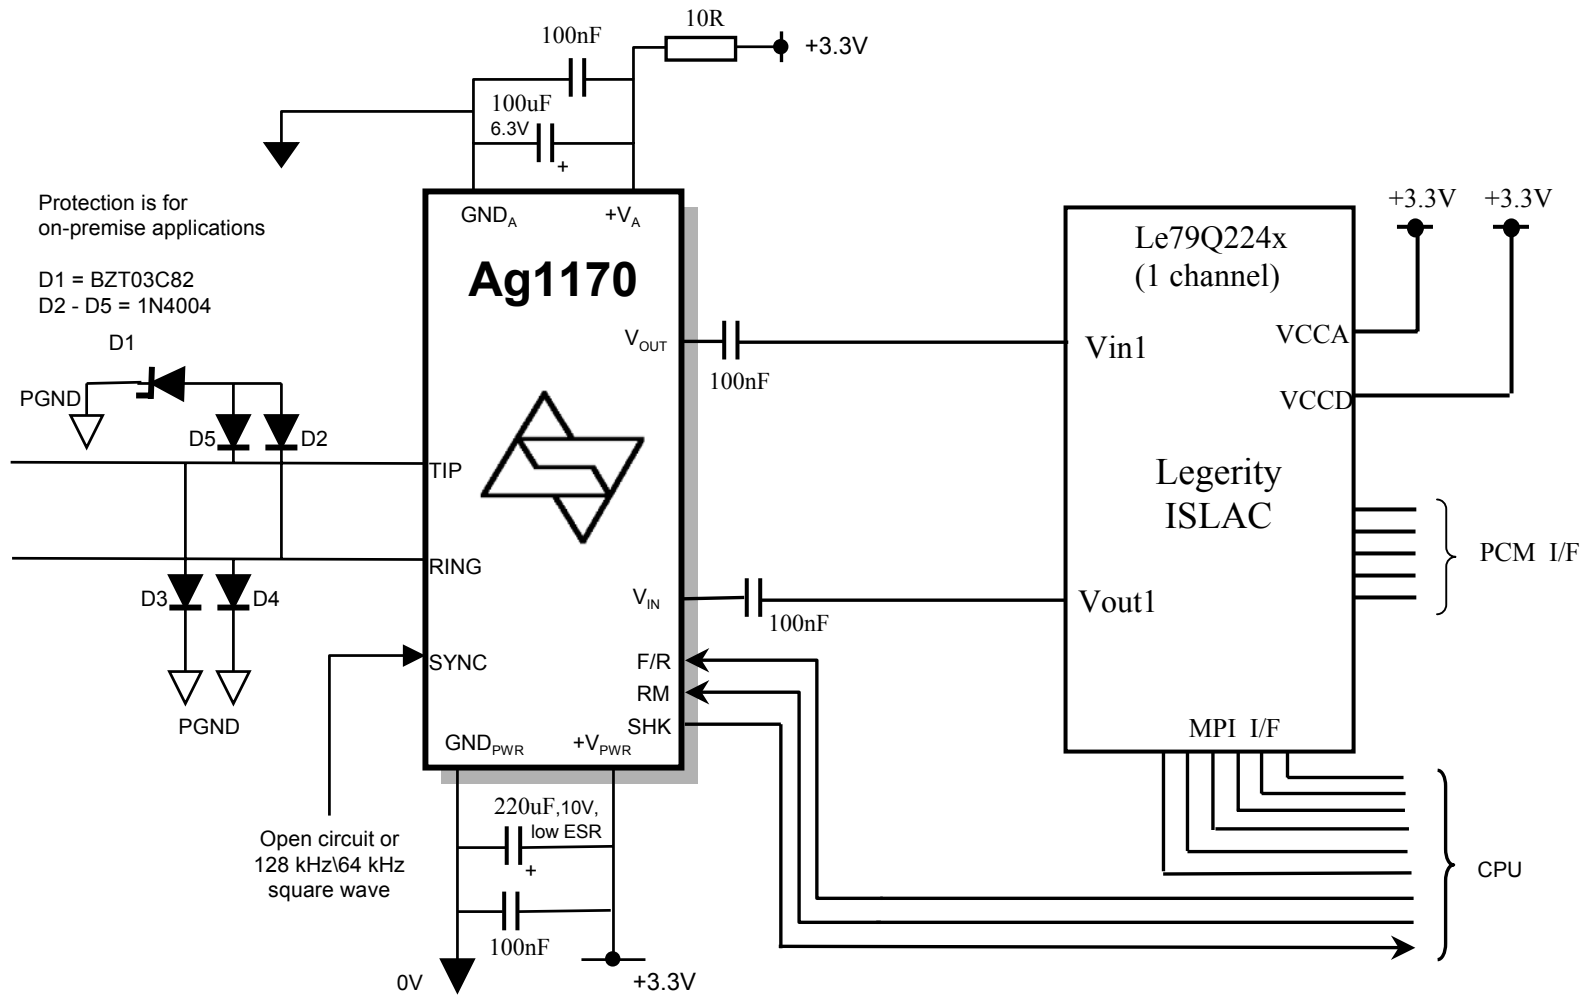 10R
100nF
+3.3V
100uF
6.3V
+
Protection is for
on-premise applications
D1 = BZT03C82
D2 - D5 = 1N4004
D1
PGND
D5
D2
D3
D4
PGND
GNDA
+VA
Ag1170
VOUT
TIP
RING
VIN
SYNC
F/R
RM
SHK
GNDPWR
+VPWR
100nF
100nF
Le79Q224x
(1 channel)
+3.3V
+3.3V
Vin1
VCCA
VCCD
Legerity
ISLAC
PCM I/F
Vout1
MPI I/F
CPU
Open circuit or
128 kHz\64 kHz
square wave
220uF,10V,
low ESR
+
100nF
0V
+3.3V